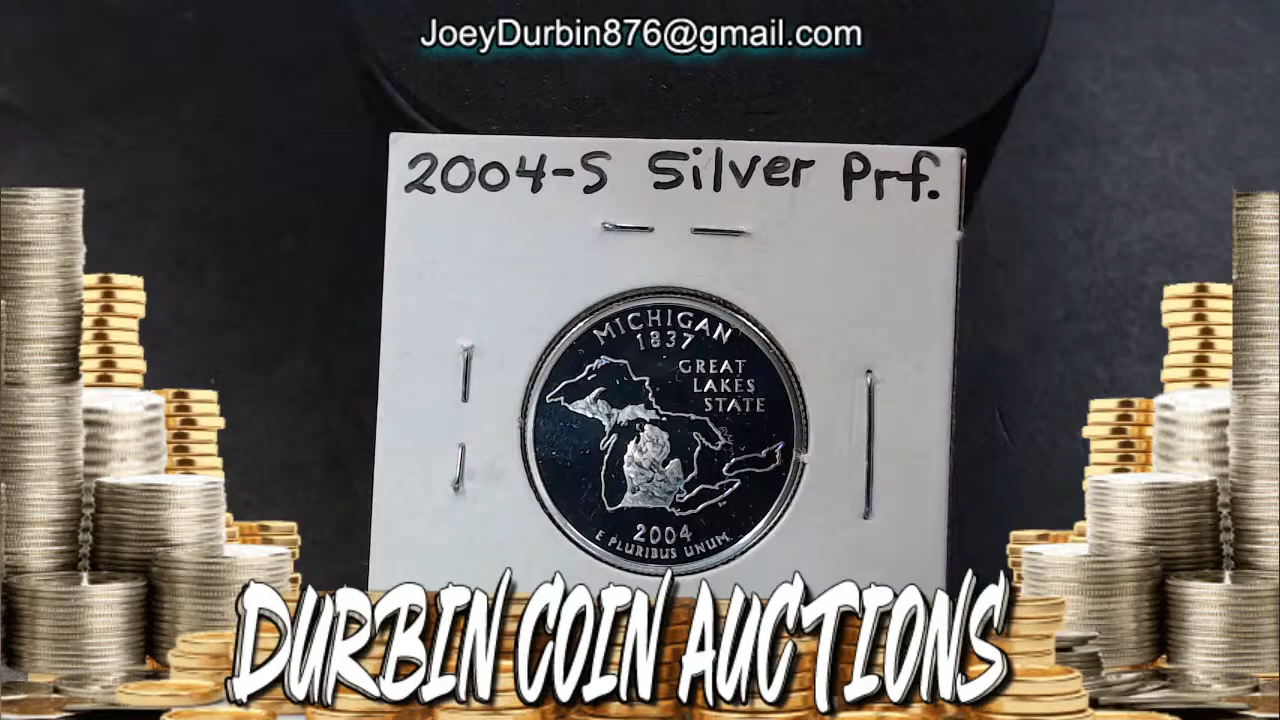 JoeyDurbin876@gmail.com
2004-S Silver Prf.
MICHIGAN
1837
GREAT
LAKES
STATE
2004
E PLURIBUS UNUM
DURBIN COIN AUCTIONS